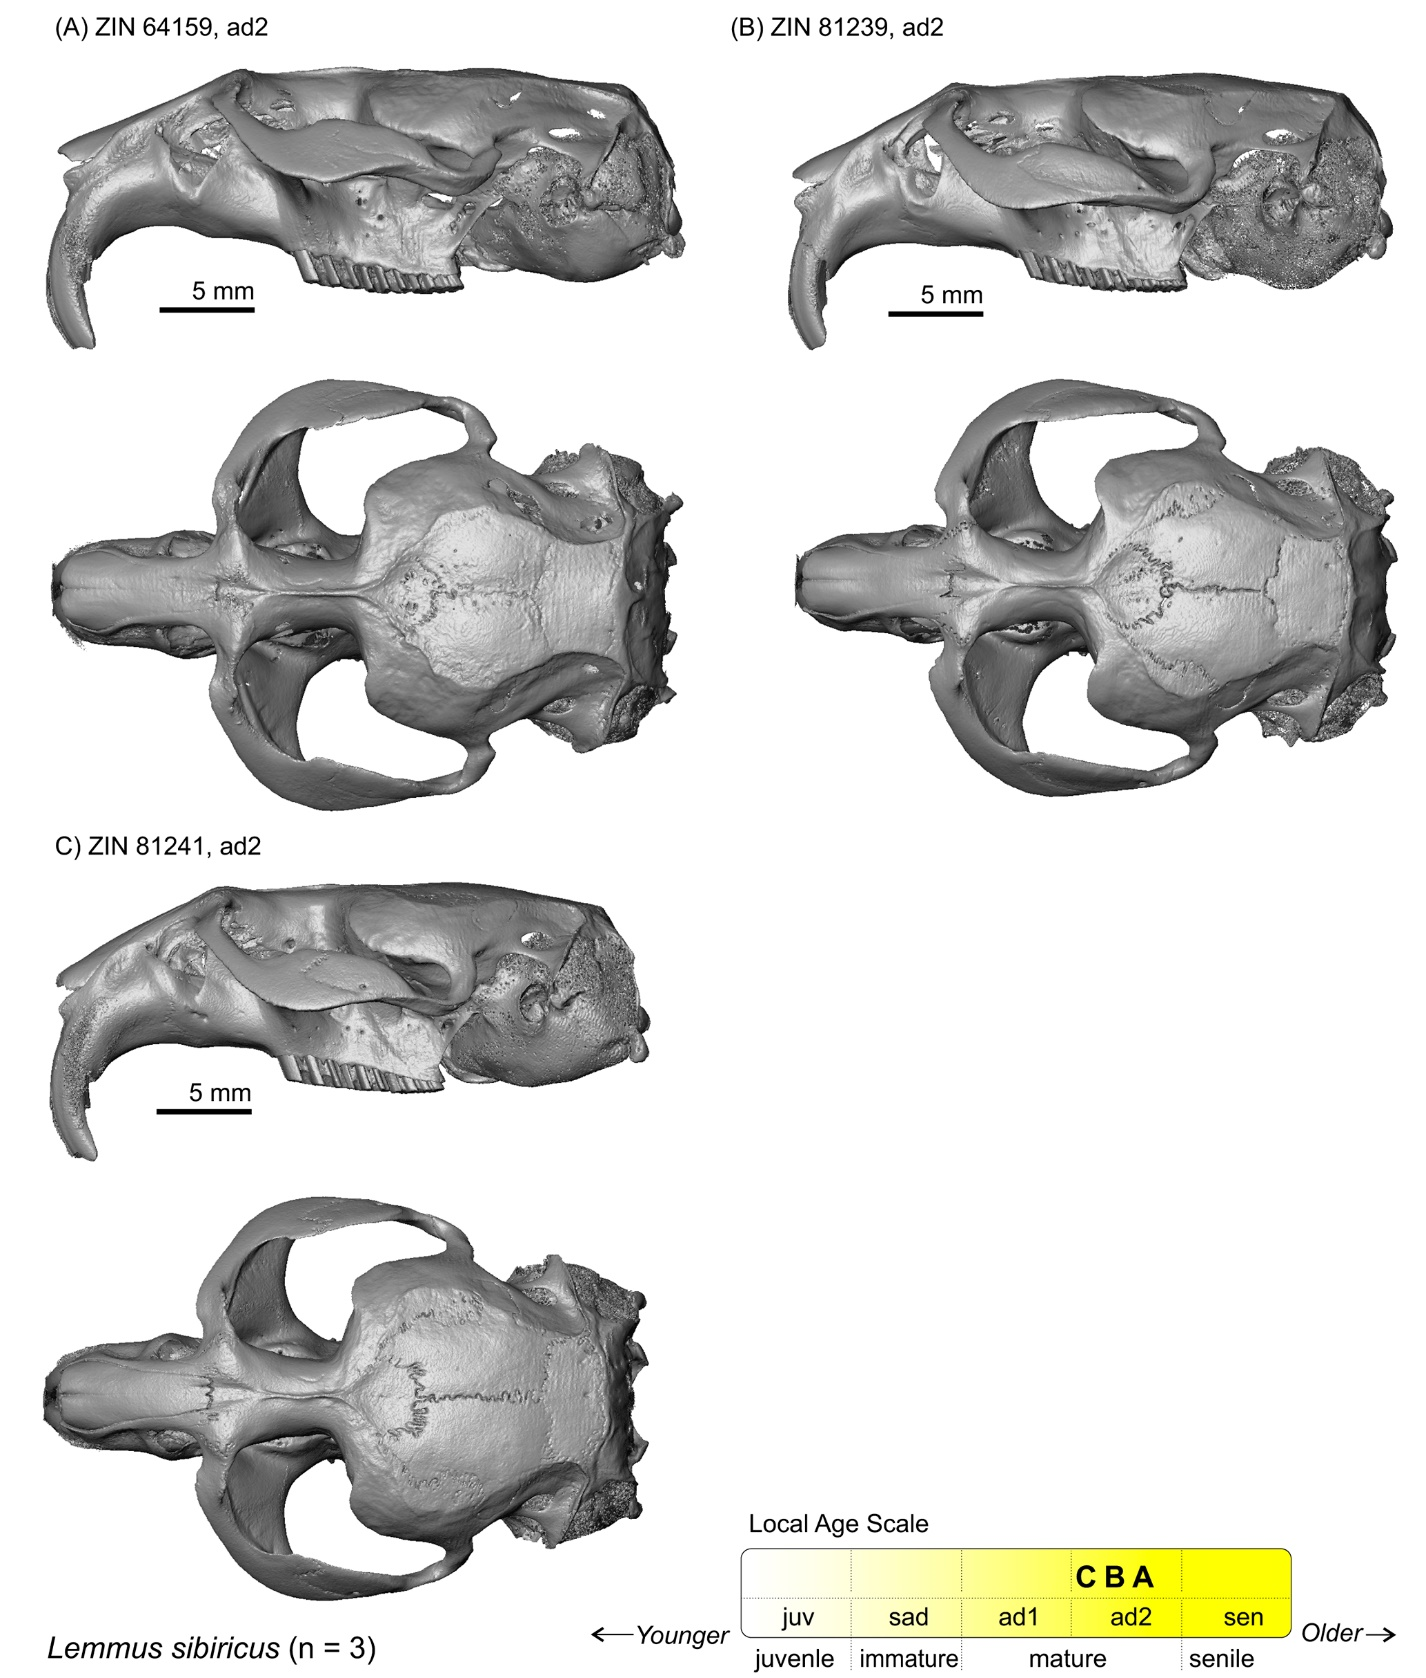 (A) ZIN 64159, ad2
(B) ZIN 81239, ad2
5 mm
5 mm
C) ZIN 81241, ad2
5 mm
Local Age Scale
C B A
juv sad ad1 ad2 sen
←Younger
Older→
juvenle immature mature senile
Lemmus sibiricus (n = 3)